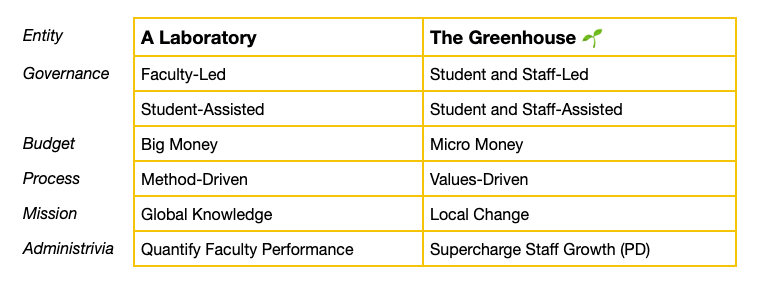 Entity A Laboratory The Greenhouse 🌱
Governance Faculty-Led Student and Staff-Led
Student-Assisted Student and Staff-Assisted
Budget Big Money Micro Money
Process Method-Driven Values-Driven
Mission Global Knowledge Local Change
Administrivia Quantify Faculty Performance Supercharge Staff Growth (PD)